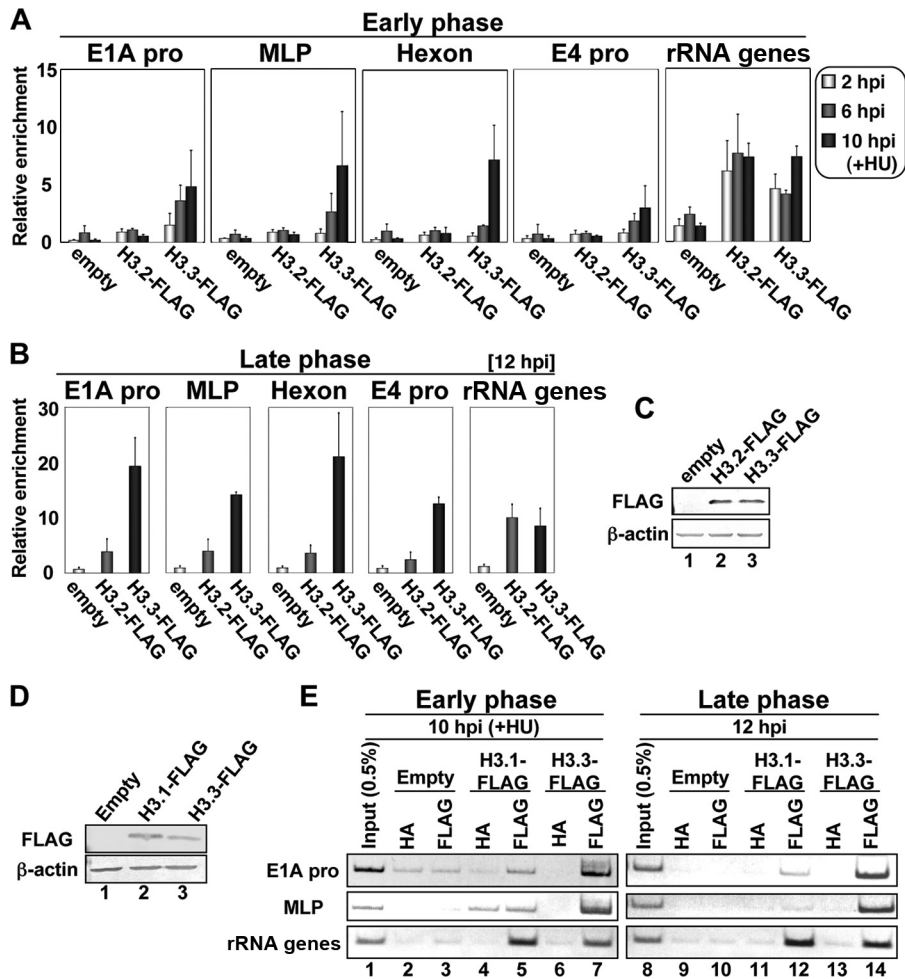 A
Early phase
E1A pro MLP Hexon E4 pro rRNA genes
Relative enrichment
15
10
5
0
2 hpi
6 hpi
10 hpi
(+HU)
empty H3.2-FLAG H3.3-FLAG empty H3.2-FLAG H3.3-FLAG empty H3.2-FLAG H3.3-FLAG empty H3.2-FLAG H3.3-FLAG empty H3.2-FLAG H3.3-FLAG
B
Late phase [12 hpi]
E1A pro MLP Hexon E4 pro rRNA genes
Relative enrichment
30
20
10
0
empty H3.2-FLAG H3.3-FLAG empty H3.2-FLAG H3.3-FLAG empty H3.2-FLAG H3.3-FLAG empty H3.2-FLAG H3.3-FLAG empty H3.2-FLAG H3.3-FLAG
C
empty H3.2-FLAG H3.3-FLAG
FLAG
β-actin
1 2 3
D
Empty H3.1-FLAG H3.3-FLAG
FLAG
β-actin
1 2 3
E
Early phase Late phase
10 hpi (+HU) 12 hpi
Input (0.5%) Empty H3.1-FLAG H3.3-FLAG Input (0.5%) Empty H3.1-FLAG H3.3-FLAG
HA FLAG HA FLAG HA FLAG HA FLAG HA FLAG HA FLAG
E1A pro
MLP
rRNA genes
1 2 3 4 5 6 7 8 9 10 11 12 13 14